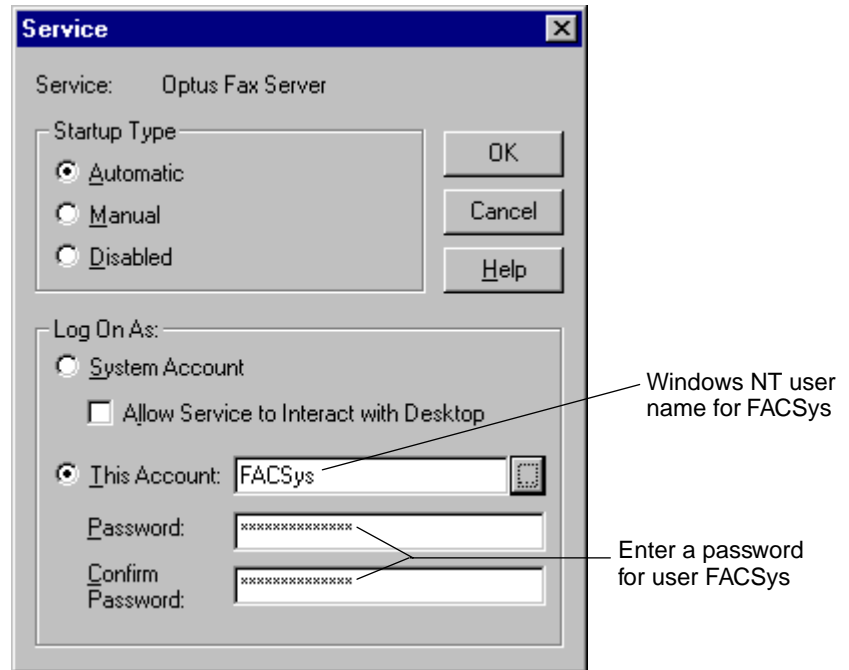 Service
Service: Optus Fax Server
Startup Type
Automatic
Manual
Disabled
OK
Cancel
Help
Log On As:
System Account
Allow Service to Interact with Desktop
This Account: FACSys
Password: **************
Confirm
Password: **************
Windows NT user
name for FACSys
Enter a password
for user FACSys